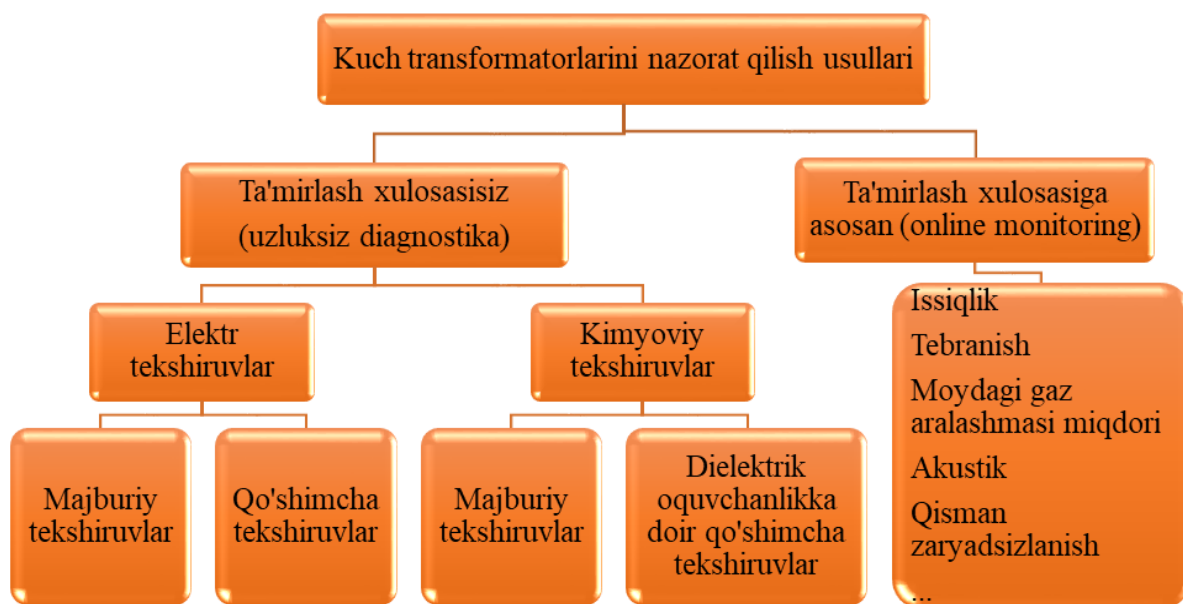 Kuch transformatorlarini nazorat qilish usullari
Ta'mirlash xulosasisiz
(uzluksiz diagnostika)
Ta'mirlash xulosasiga
asosan (online monitoring)
Elektr
tekshiruvlar
Kimyoviy
tekshiruvlar
Majburiy
tekshiruvlar
Qo'shimcha
tekshiruvlar
Majburiy
tekshiruvlar
Dielektrik
oquvchanlikka
doir qo'shimcha
tekshiruvlar
Issiqlik
Tebranish
Moydagi gaz
aralashmasi miqdori
Akustik
Qisman
zaryadsizlanish
...